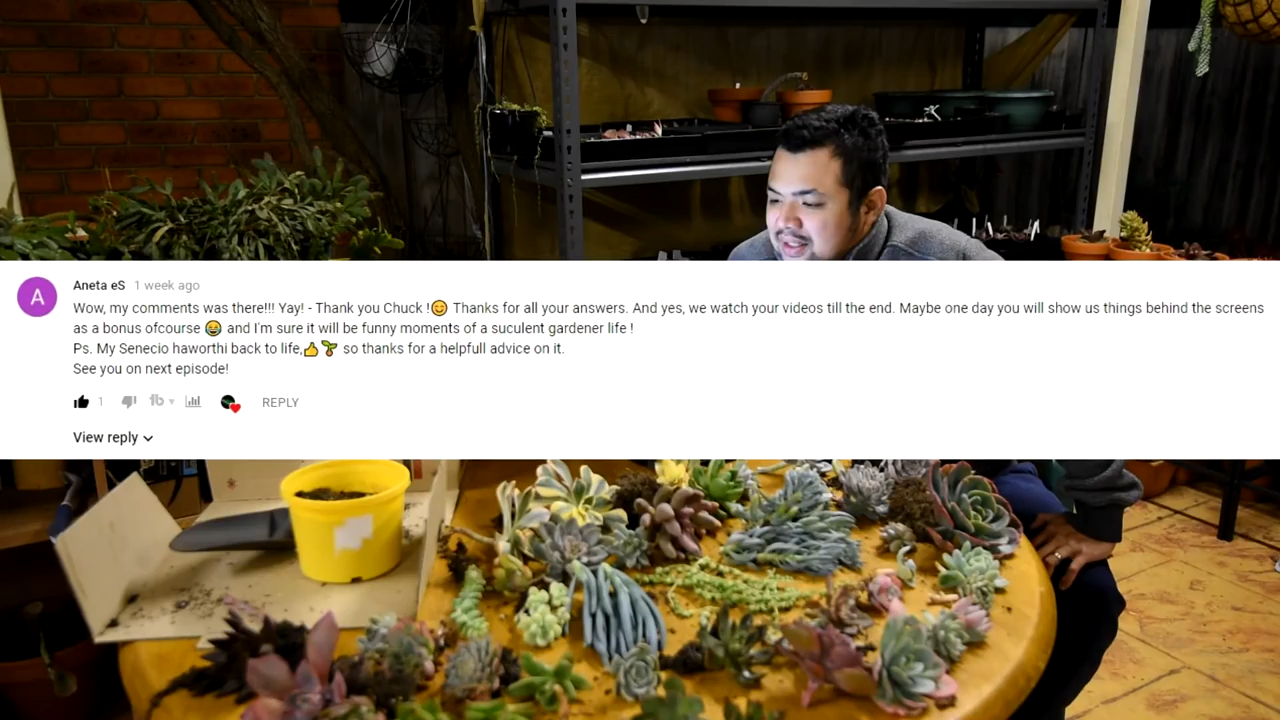 Aneta eS 1 week ago
Wow, my comments was there!!! Yay! - Thank you Chuck !😊 Thanks for all your answers. And yes, we watch your videos till the end. Maybe one day you will show us things behind the screens
as a bonus ofcourse 😂 and I'm sure it will be funny moments of a suculent gardener life !
Ps. My Senecio haworthi back to life,👍🌱 so thanks for a helpfull advice on it.
See you on next episode!
1 REPLY
View reply